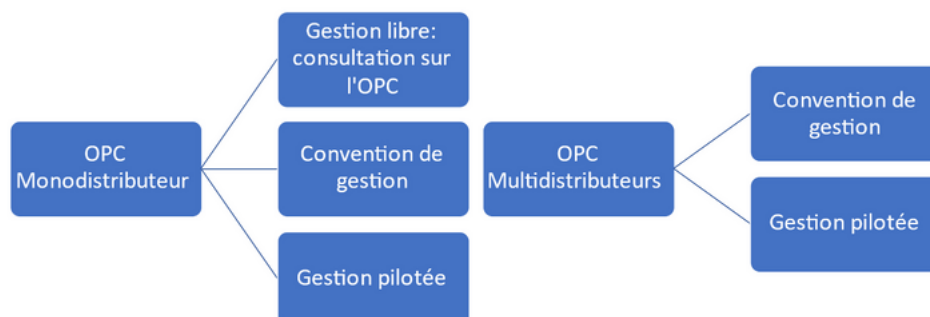 OPC
Monodistributeur
Gestion libre:
consultation sur
l'OPC
Convention de
gestion
Gestion pilotée
OPC
Multidistributeurs
Convention de
gestion
Gestion pilotée